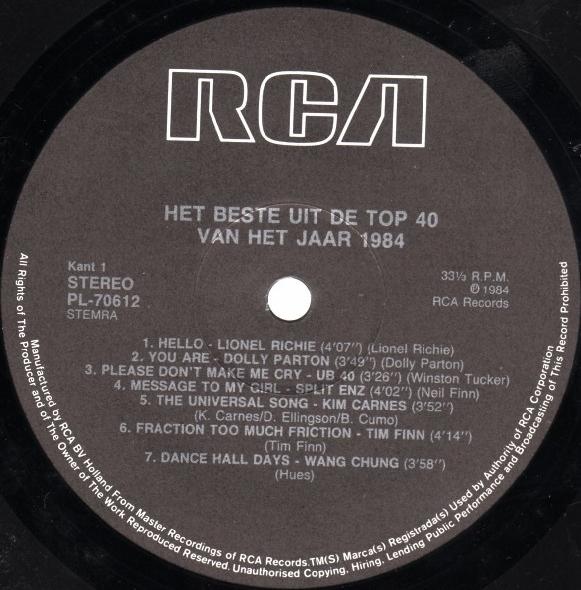 RCA
HET BESTE UIT DE TOP 40
VAN HET JAAR 1984
Kant 1
STEREO
PL-70612
STEMRA
33⅓ R.P.M.
℗ 1984
RCA Records
1. HELLO - LIONEL RICHIE (4'07'') (Lionel Richie)
2. YOU ARE - DOLLY PARTON (3'49'') (Dolly Parton)
3. PLEASE DON'T MAKE ME CRY - UB 40 (3'26'') (Winston Tucker)
4. MESSAGE TO MY GIRL - SPLIT ENZ (4'02'') (Neil Finn)
5. THE UNIVERSAL SONG - KIM CARNES (3'52'')
(K. Carnes/D. Ellingson/B. Cumo)
6. FRACTION TOO MUCH FRICTION - TIM FINN (4'14'')
(Tim Finn)
7. DANCE HALL DAYS - WANG CHUNG (3'58'')
(Hues)
Manufactured by RCA BV Holland From Master Recordings of RCA Records.TM(S) Marca(s) Registrada(s) Used by Authority of RCA Corporation
All Rights of The Producer and of The Owner of The Work Reproduced Reserved. Unauthorised Copying, Hiring, Lending Public Performance and Broadcasting of This Record Prohibited